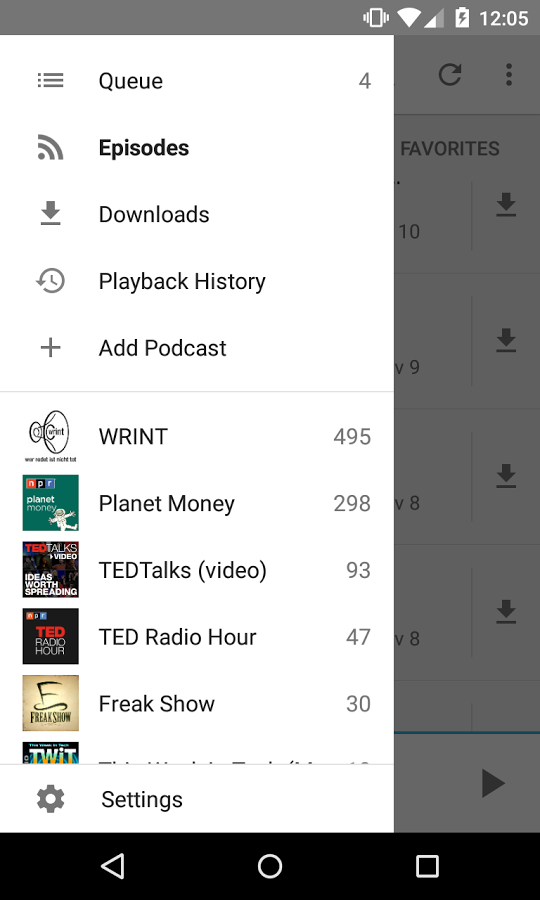 12:05
Queue 4
Episodes
FAVORITES
Downloads
10
Playback History
Add Podcast
v 9
wrint
wer redet ist nicht tot
WRINT 495
npr
planet money
Planet Money 298
v 8
TEDTALKS
VIDEO
IDEAS
WORTH
SPREADING
TEDTalks (video) 93
npr
TED
RADIO
HOUR
TED Radio Hour 47
v 8
FREAKSHOW
Freak Show 30
TWiT
Settings